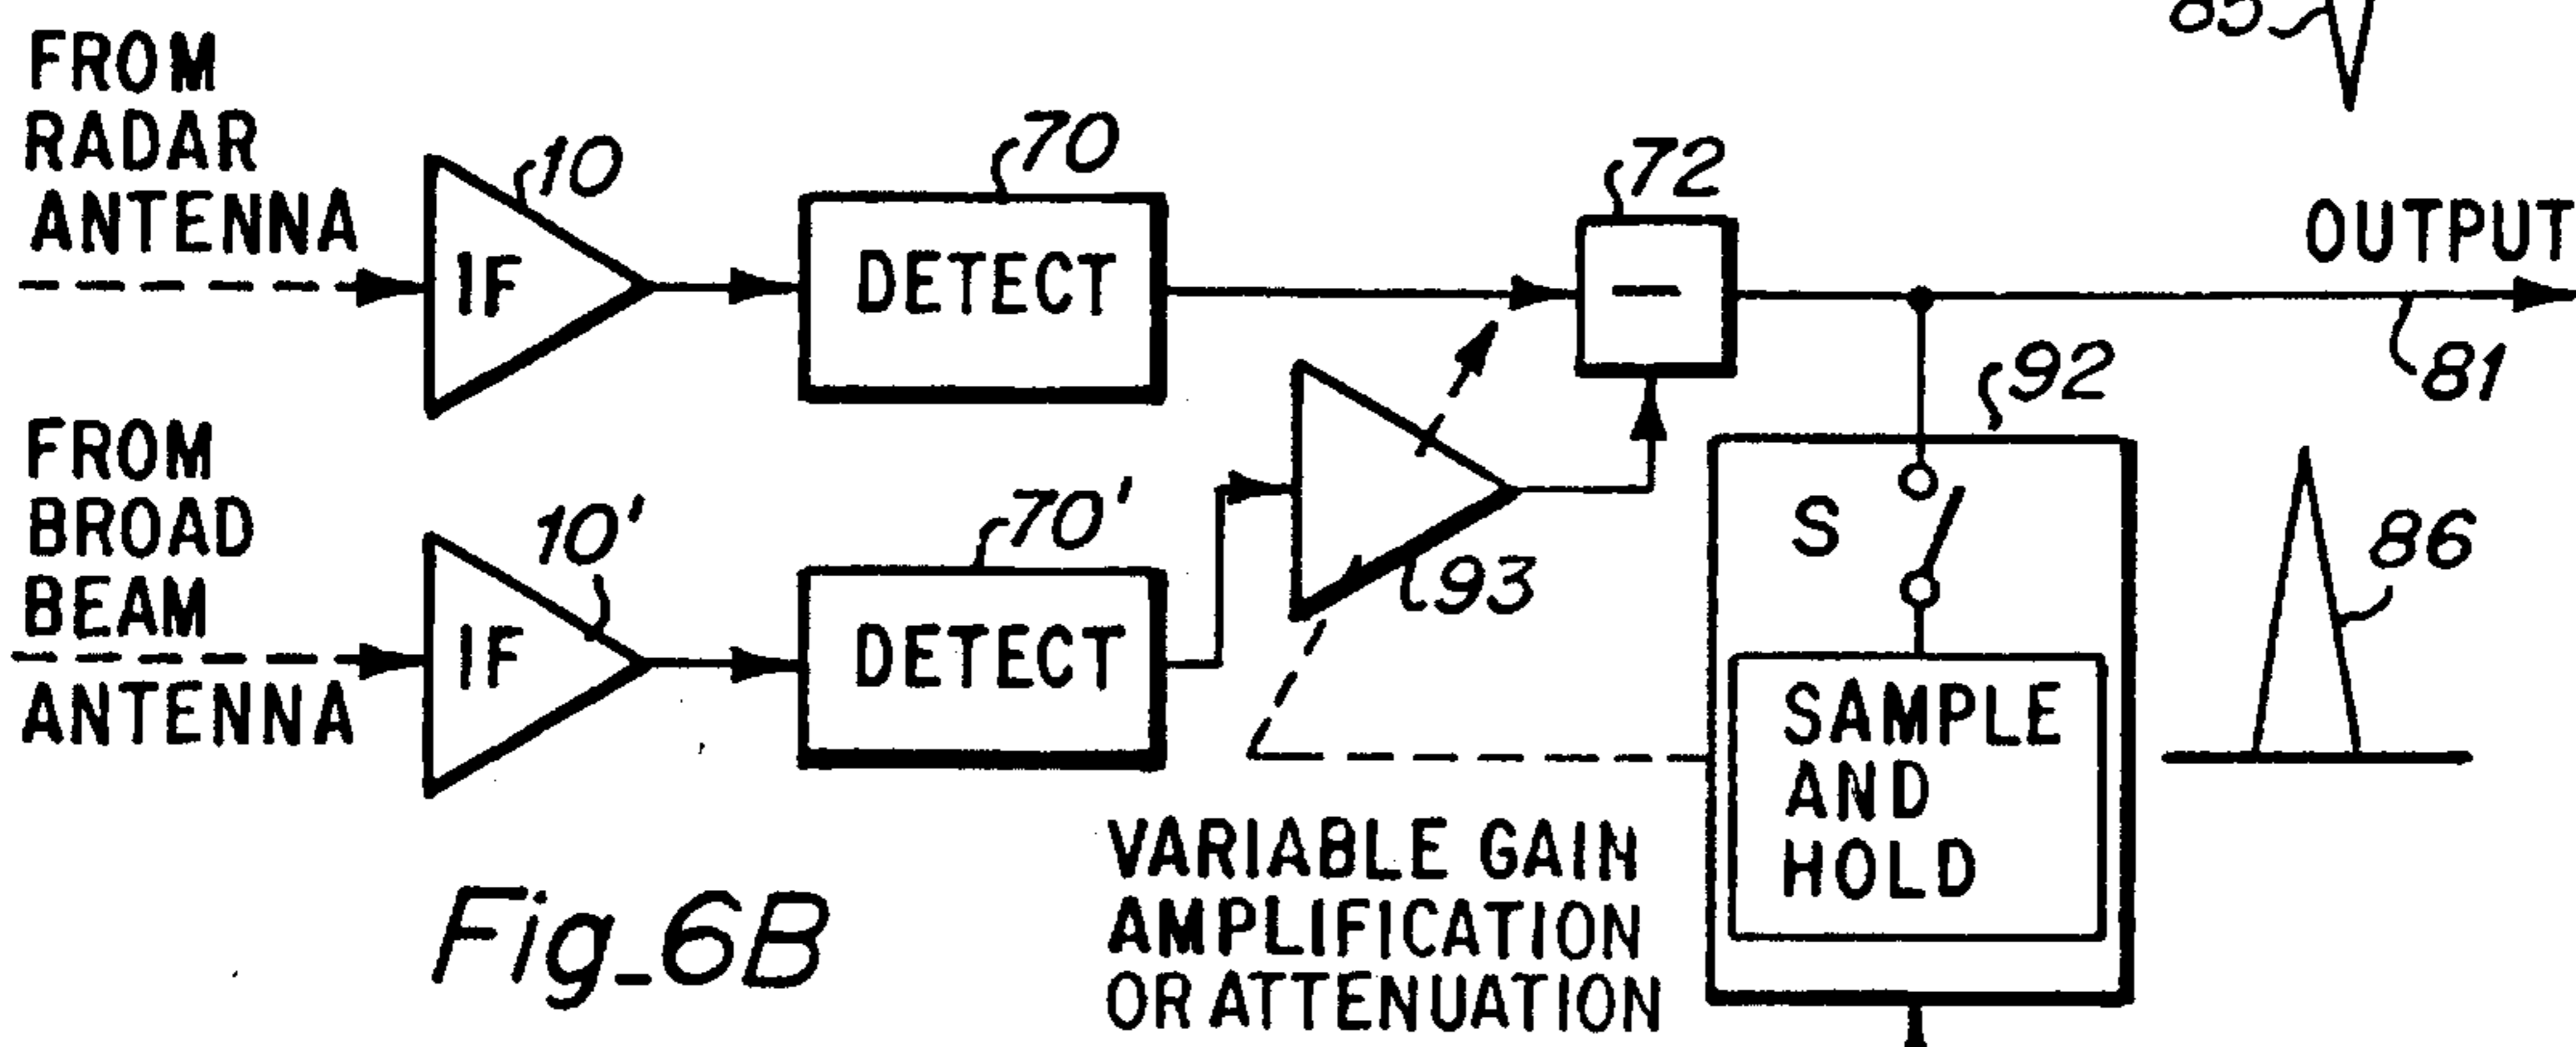 85
FROM
RADAR
ANTENNA
10
IF
70
DETECT
72
−
OUTPUT
81
FROM
BROAD
BEAM
ANTENNA
10'
IF
70'
DETECT
93
92
S
SAMPLE
AND
HOLD
86
VARIABLE GAIN
AMPLIFICATION
OR ATTENUATION
Fig_6B